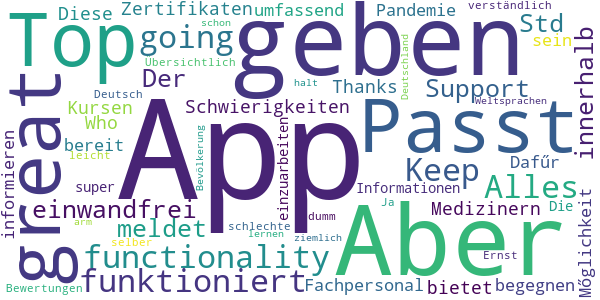 Diese
Zertifikaten
schon
umfassend
Pandemie
verständlich
Top
going
geben
Std
sein
Übersichtlich
Der
halt
Thanks
Support
Deutschland
innerhalb
great
Deutsch
Kursen
Schwierigkeiten
App
Passt
Weltsprachen
Who
bereit
Bevölkerung
einzuarbeiten
Keep
Dafür
informieren
leicht
super
Informationen
Alles
einwandfrei
dumm
Aber
Medizinern
Die
arm
meldet
schlechte
Ja
lernen
selber
ziemlich
Ernst
functionality
funktioniert
Fachpersonal
bietet
begegnen
Möglichkeit
Bewertungen